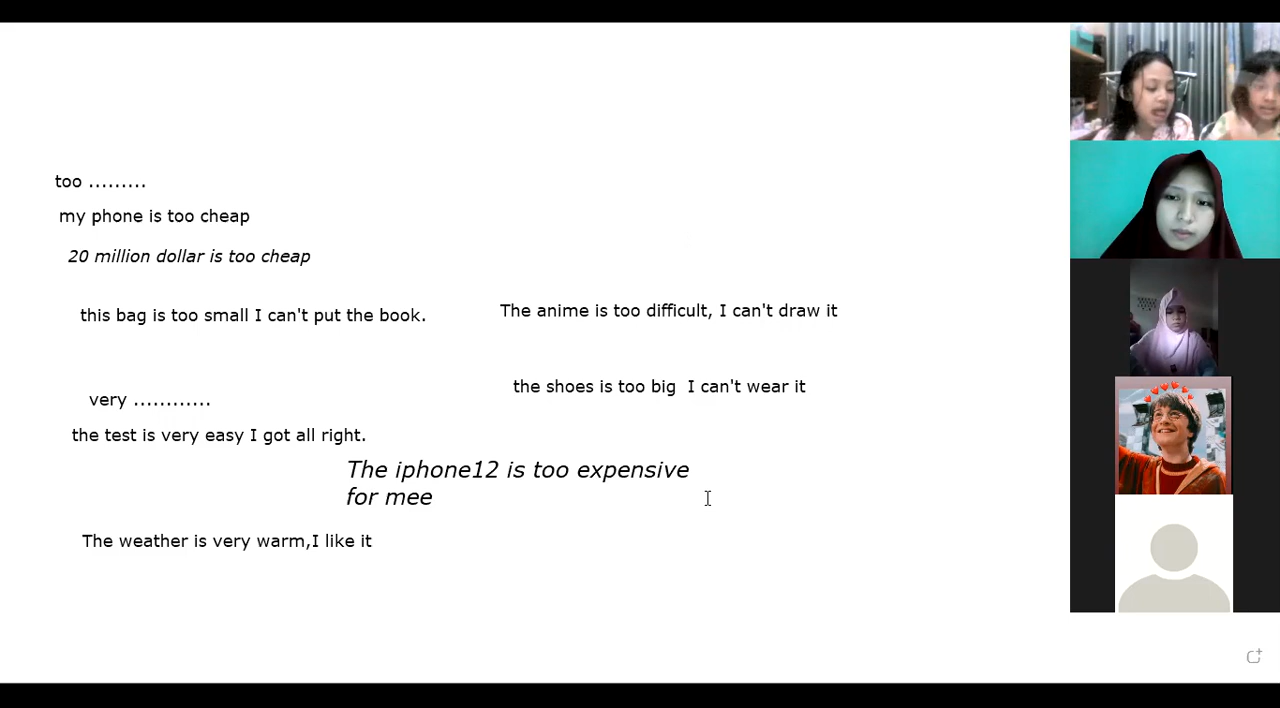 too .........
my phone is too cheap
20 million dollar is too cheap
this bag is too small I can't put the book.
The anime is too difficult, I can't draw it
the shoes is too big  I can't wear it
very ............
the test is very easy I got all right.
The iphone12 is too expensive
for mee
The weather is very warm,I like it